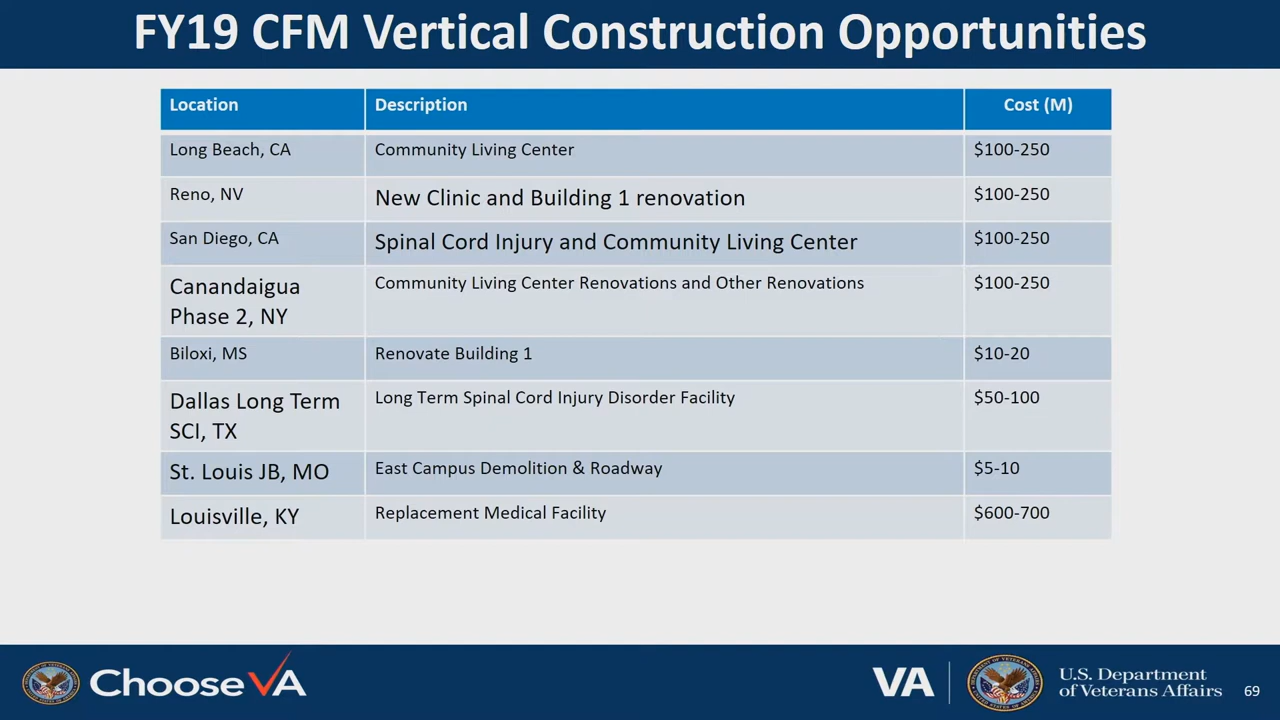 FY19 CFM Vertical Construction Opportunities
Location Description Cost (M)
Long Beach, CA Community Living Center $100-250
Reno, NV New Clinic and Building 1 renovation $100-250
San Diego, CA Spinal Cord Injury and Community Living Center $100-250
Canandaigua Community Living Center Renovations and Other Renovations $100-250
Phase 2, NY
Biloxi, MS Renovate Building 1 $10-20
Dallas Long Term Long Term Spinal Cord Injury Disorder Facility $50-100
SCI, TX
St. Louis JB, MO East Campus Demolition & Roadway $5-10
Louisville, KY Replacement Medical Facility $600-700
Choose VA
VA
U.S. Department
of Veterans Affairs
69